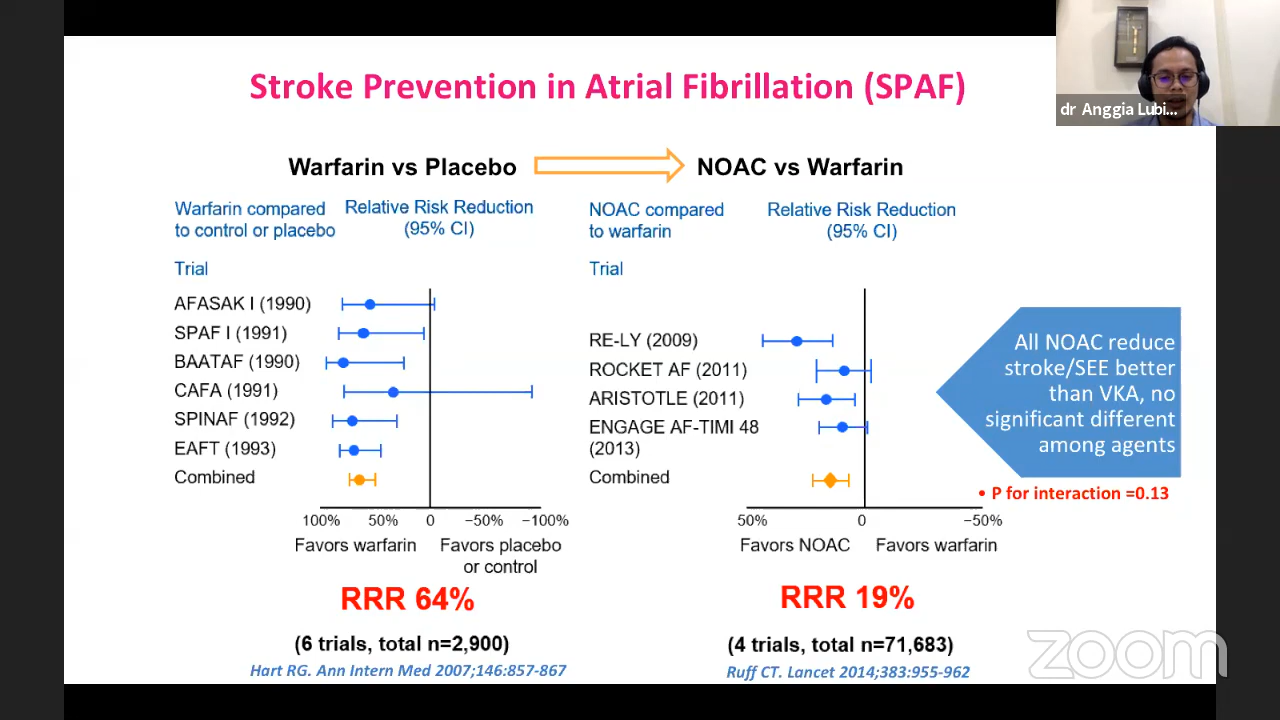 Stroke Prevention in Atrial Fibrillation (SPAF)
dr Anggia Lubi...
Warfarin vs Placebo
NOAC vs Warfarin
Warfarin compared
to control or placebo
Relative Risk Reduction
(95% CI)
Trial
AFASAK I (1990)
SPAF I (1991)
BAATAF (1990)
CAFA (1991)
SPINAF (1992)
EAFT (1993)
Combined
100% 50% 0 −50% −100%
Favors warfarin
Favors placebo
or control
RRR 64%
(6 trials, total n=2,900)
Hart RG. Ann Intern Med 2007;146:857-867
NOAC compared
to warfarin
Relative Risk Reduction
(95% CI)
Trial
RE-LY (2009)
ROCKET AF (2011)
ARISTOTLE (2011)
ENGAGE AF-TIMI 48
(2013)
Combined
50% 0 −50%
Favors NOAC
Favors warfarin
RRR 19%
(4 trials, total n=71,683)
Ruff CT. Lancet 2014;383:955-962
All NOAC reduce
stroke/SEE better
than VKA, no
significant different
among agents
• P for interaction =0.13
zoom